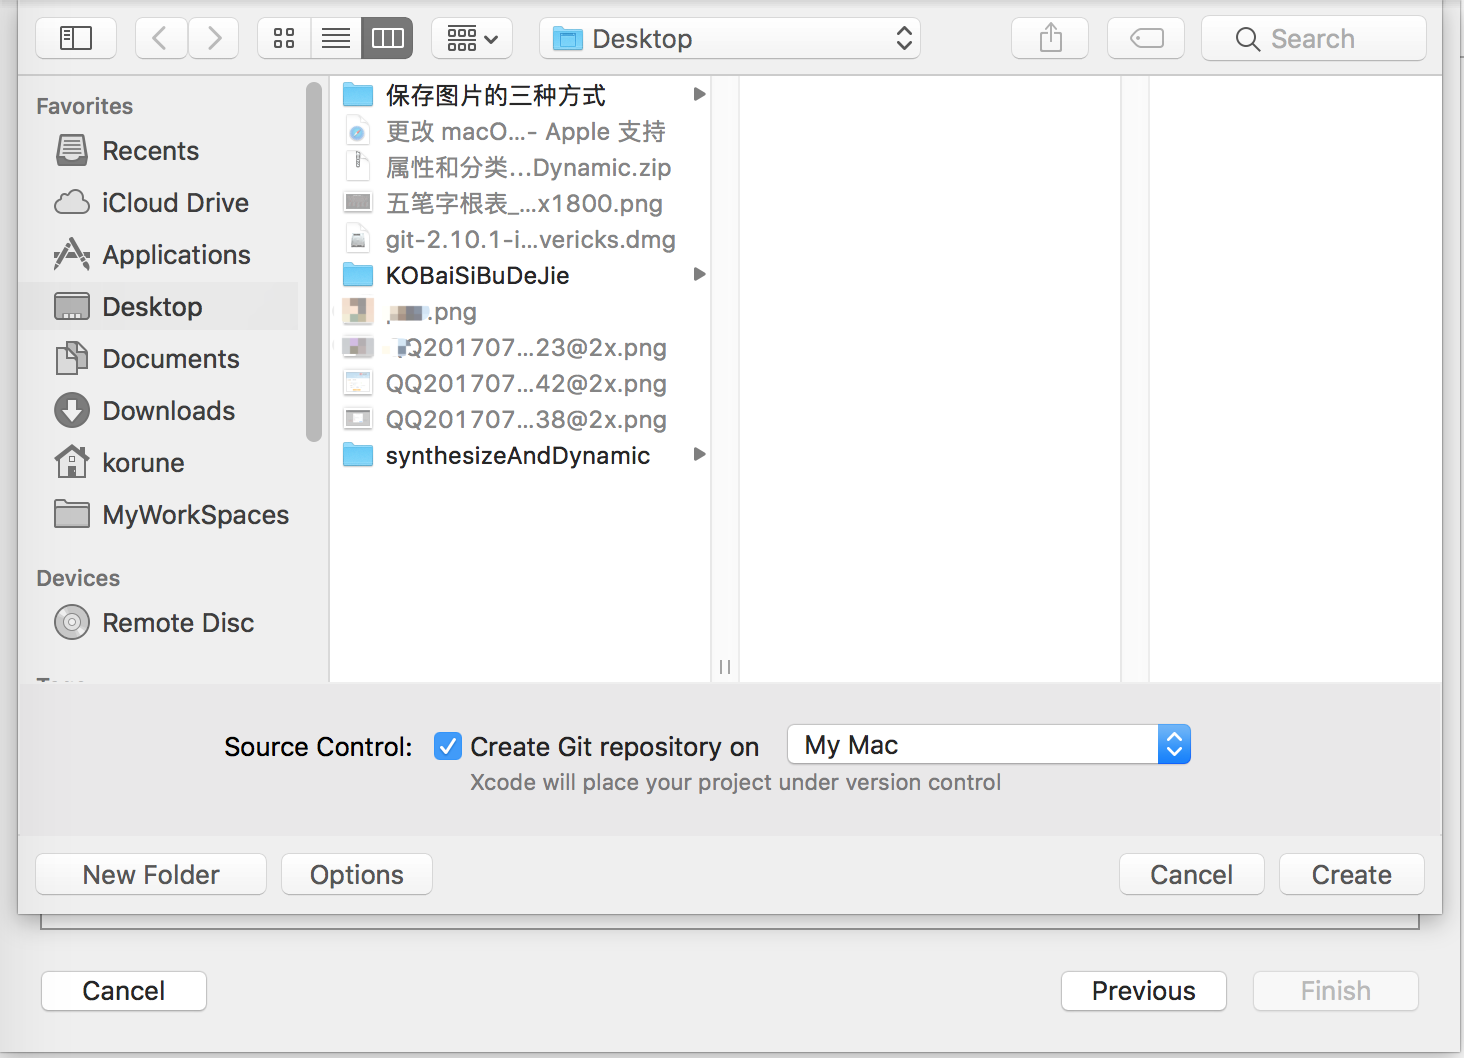 Desktop
Search
Favorites
Recents
iCloud Drive
Applications
Desktop
Documents
Downloads
korune
MyWorkSpaces
Devices
Remote Disc
保存图片的三种方式
更改 macO...- Apple 支持
属性和分类...Dynamic.zip
五笔字根表_...x1800.png
git-2.10.1-i...vericks.dmg
KOBaiSiBuDeJie
.png
Q201707...23@2x.png
QQ201707...42@2x.png
QQ201707...38@2x.png
synthesizeAndDynamic
Source Control: Create Git repository on My Mac
Xcode will place your project under version control
New Folder Options Cancel Create
Cancel Previous Finish